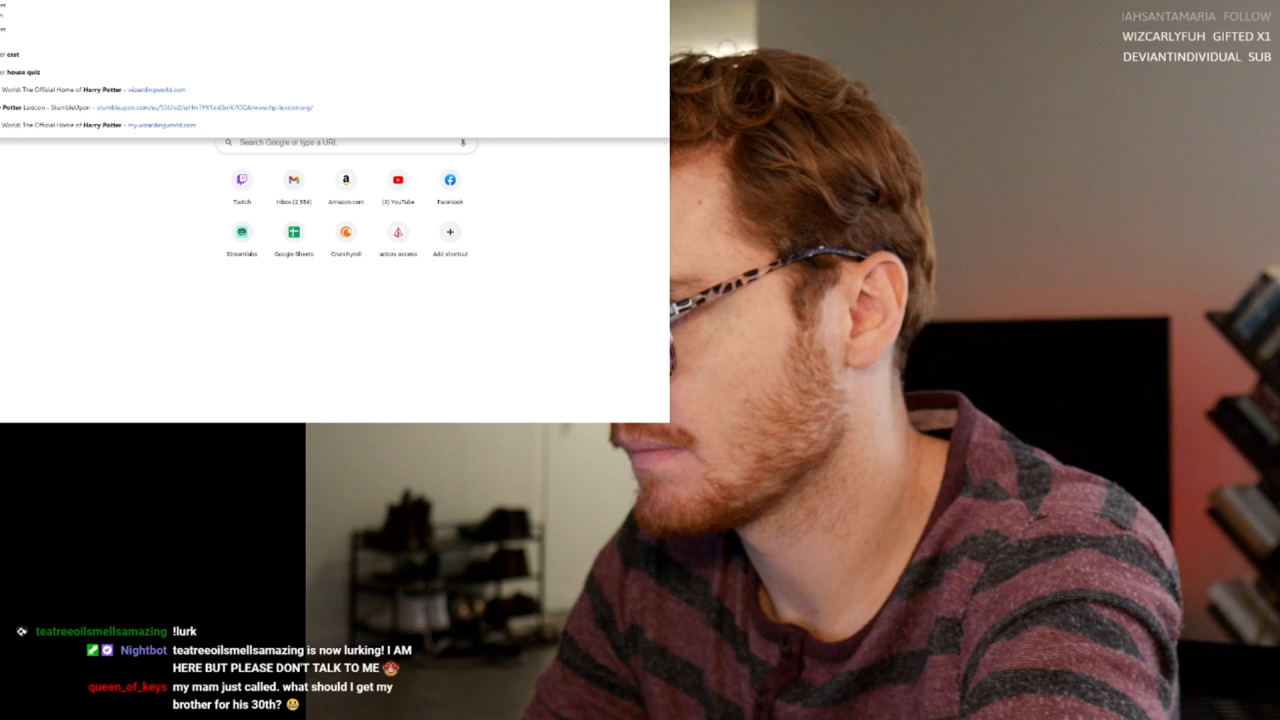 er
er
er cast
er house quiz
World: The Official Home of Harry Potter - wizardingworld.com
Potter Lexicon - StumbleUpon -
World: The Official Home of Harry Potter - my.wizardingworld.com
Search Google or type a URL
Twitch Inbox (2,554) Amazon.com (3) YouTube Facebook
Streamlabs Google Sheets Crunchyroll actors access Add shortcut
IAHSANTAMARIA FOLLOW
WIZCARLYFUH GIFTED X1
DEVIANTINDIVIDUAL SUB
teatreeoilsmellsamazing !lurk
Nightbot teatreeoilsmellsamazing is now lurking! I AM
HERE BUT PLEASE DON'T TALK TO ME
queen_of_keys my mam just called. what should I get my
brother for his 30th?